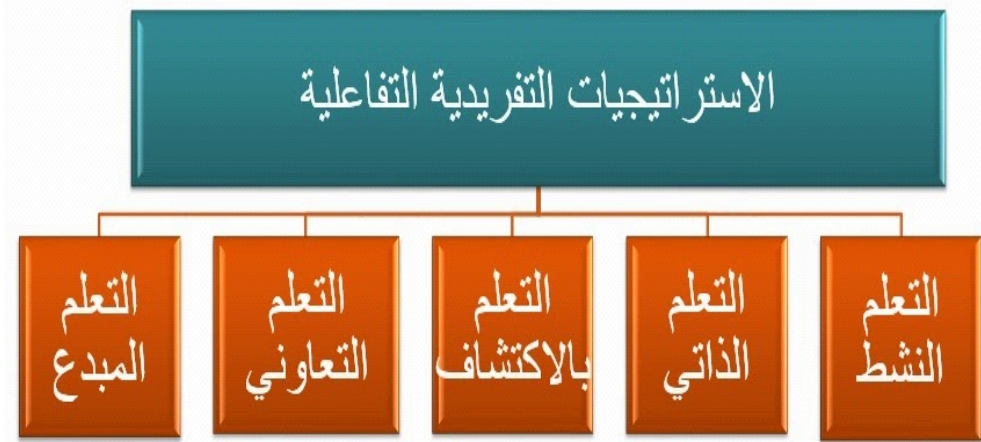 الاستراتيجيات التفريدية التفاعلية
التعلم
النشط
التعلم
الذاتي
التعلم
بالاكتشاف
التعلم
التعاوني
التعلم
المبدع